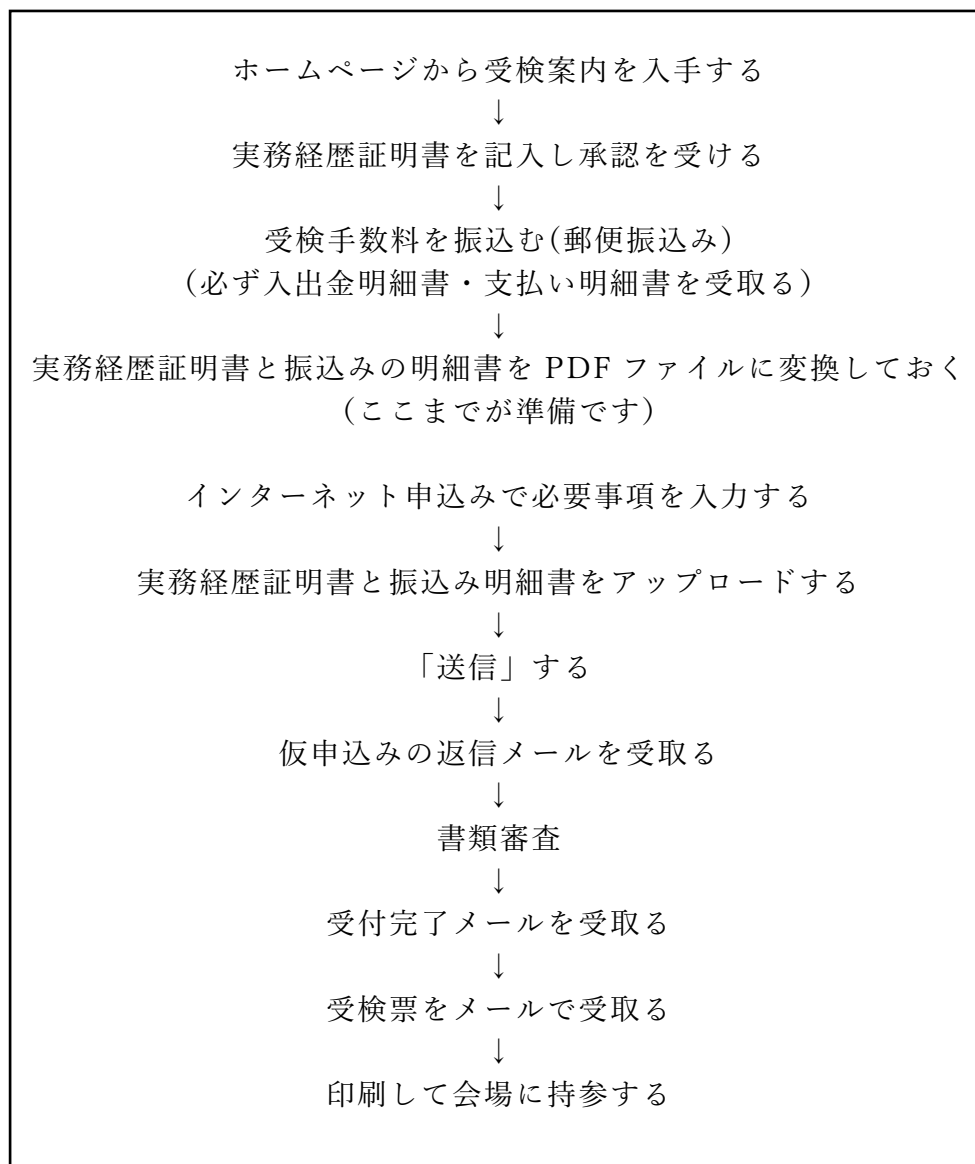 ホームページから受検案内を入手する
↓
実務経歴証明書を記入し承認を受ける
↓
受検手数料を振込む(郵便振込み)
(必ず入出金明細書・支払い明細書を受取る)
↓
実務経歴証明書と振込みの明細書を PDF ファイルに変換しておく
(ここまでが準備です)
インターネット申込みで必要事項を入力する
↓
実務経歴証明書と振込み明細書をアップロードする
↓
「送信」する
↓
仮申込みの返信メールを受取る
↓
書類審査
↓
受付完了メールを受取る
↓
受検票をメールで受取る
↓
印刷して会場に持参する